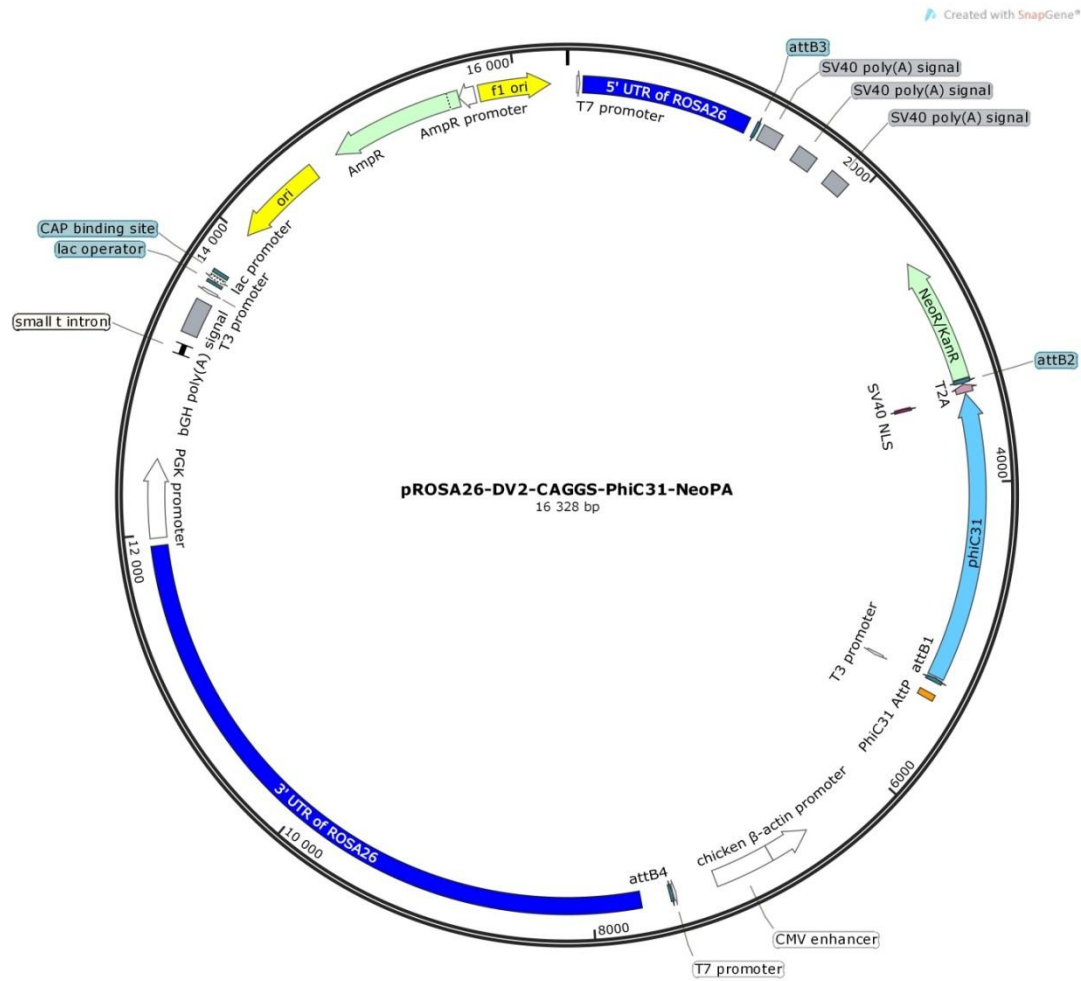 Created with SnapGene®
16 000
f1 ori
AmpR promoter
AmpR
T7 promoter
5' UTR of ROSA26
attB3
SV40 poly(A) signal
SV40 poly(A) signal
SV40 poly(A) signal
2000
ori
CAP binding site
lac operator
14 000
lac promoter
T3 promoter
bGH poly(A) signal
small t intron
PGK promoter
NeoR/KanR
attB2
T2A
SV40 NLS
4000
pROSA26-DV2-CAGGS-PhiC31-NeoPA
16 328 bp
phiC31
12 000
T3 promoter
attB1
PhiC31 AttP
6000
3' UTR of ROSA26
10 000
chicken β-actin promoter
attB4
8000
CMV enhancer
T7 promoter